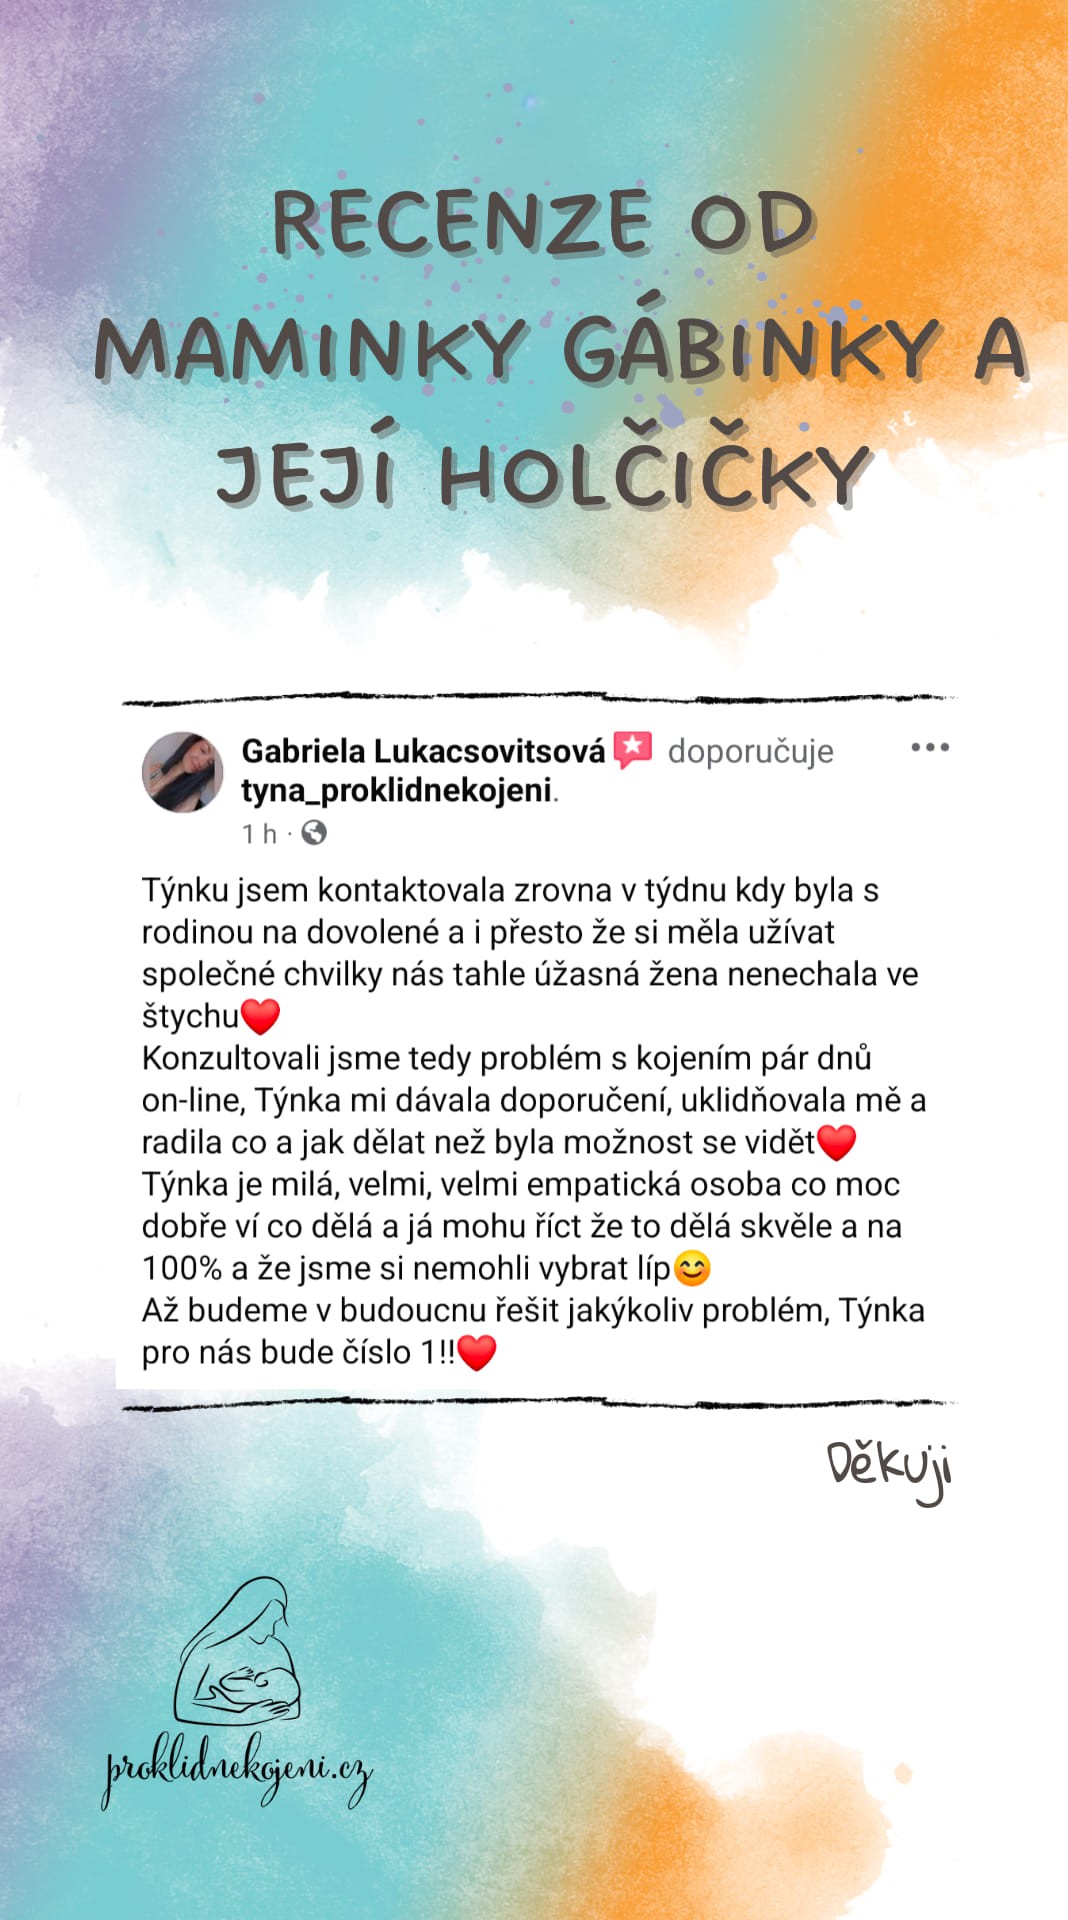 RECENZE OD
MAMINKY GÁBINKY A
JEJÍ HOLČIČKY
Gabriela Lukacsovitsová doporučuje
tyna_proklidnekojeni.
1 h ·
Týnku jsem kontaktovala zrovna v týdnu kdy byla s
rodinou na dovolené a i přesto že si měla užívat
společné chvilky nás tahle úžasná žena nenechala ve
štychu❤️
Konzultovali jsme tedy problém s kojením pár dnů
on-line, Týnka mi dávala doporučení, uklidňovala mě a
radila co a jak dělat než byla možnost se vidět❤️
Týnka je milá, velmi, velmi empatická osoba co moc
dobře ví co dělá a já mohu říct že to dělá skvěle a na
100% a že jsme si nemohli vybrat líp😊
Až budeme v budoucnu řešit jakýkoliv problém, Týnka
pro nás bude číslo 1!!❤️
Děkuji
proklidnekojeni.cz